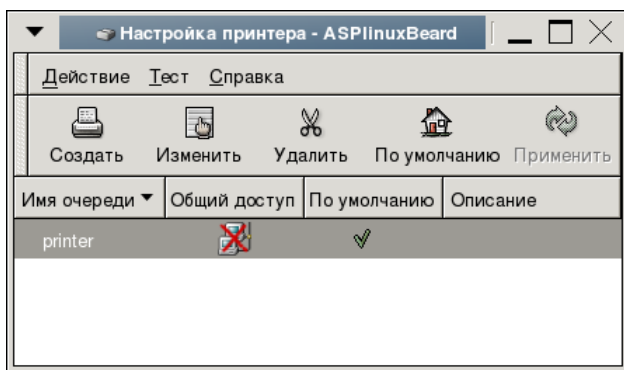 Настройка принтера - ASPlinuxBeard
Действие Тест Справка
Создать Изменить Удалить По умолчанию Применить
Имя очереди Общий доступ По умолчанию Описание
printer